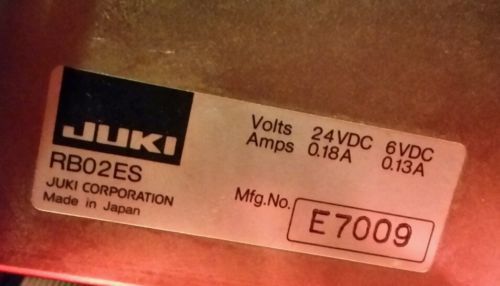 JUKI
RB02ES
JUKI CORPORATION
Made in Japan
Volts 24VDC 6VDC
Amps 0.18A 0.13A
Mfg.No. E7009